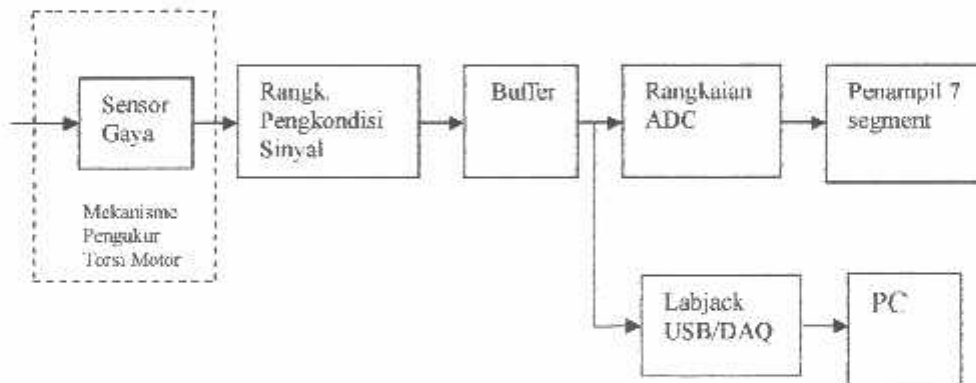 Sensor
Gaya
Mekanisme
Pengukur
Torsi Motor
Rangk.
Pengkondisi
Sinyal
Buffer
Rangkaian
ADC
Penampil 7
segment
Labjack
USB/DAQ
PC